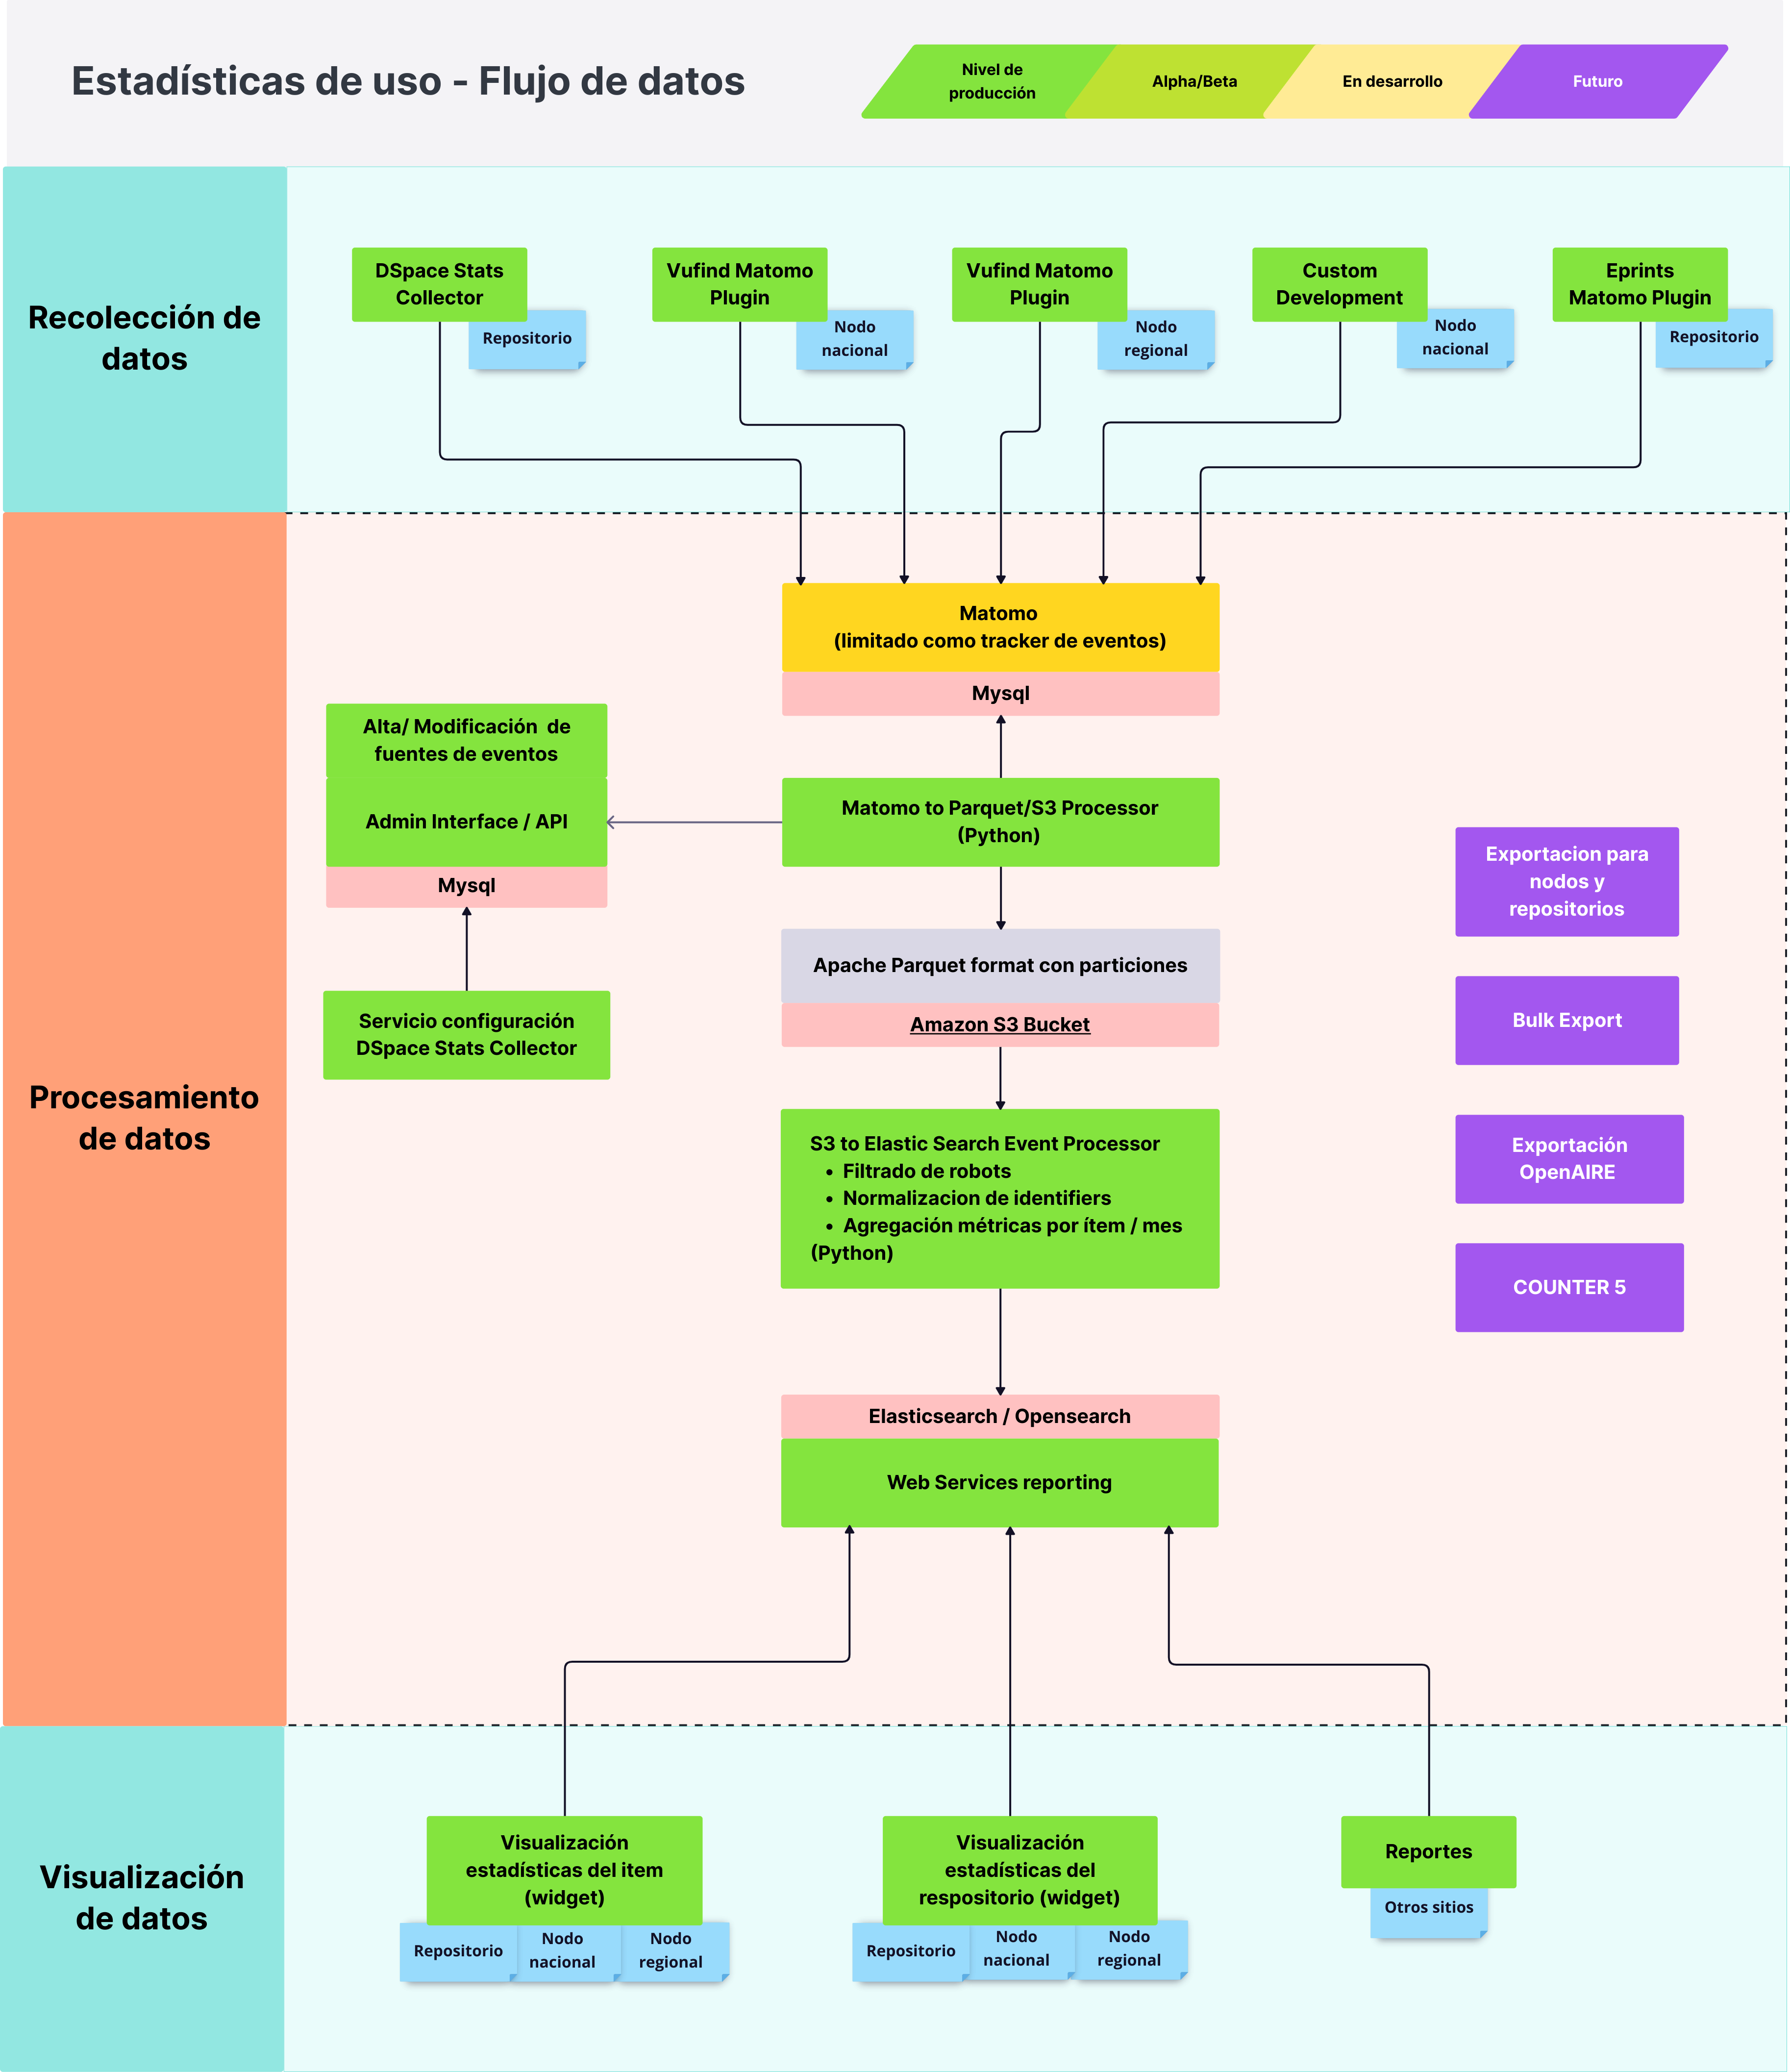 Estadísticas de uso - Flujo de datos
Nivel de
producción
Alpha/Beta
En desarrollo
Futuro
Recolección de
datos
DSpace Stats
Collector
Repositorio
Vufind Matomo
Plugin
Nodo
nacional
Vufind Matomo
Plugin
Nodo
regional
Custom
Development
Nodo
nacional
Eprints
Matomo Plugin
Repositorio
Procesamiento
de datos
Matomo
(limitado como tracker de eventos)
Mysql
Alta/ Modificación de
fuentes de eventos
Admin Interface / API
Mysql
Servicio configuración
DSpace Stats Collector
Matomo to Parquet/S3 Processor
(Python)
Apache Parquet format con particiones
Amazon S3 Bucket
S3 to Elastic Search Event Processor
• Filtrado de robots
• Normalizacion de identifiers
• Agregación métricas por ítem / mes
(Python)
Elasticsearch / Opensearch
Web Services reporting
Exportacion para
nodos y
repositorios
Bulk Export
Exportación
OpenAIRE
COUNTER 5
Visualización
de datos
Visualización
estadísticas del item
(widget)
Repositorio
Nodo
nacional
Nodo
regional
Visualización
estadísticas del
respositorio (widget)
Repositorio
Nodo
nacional
Nodo
regional
Reportes
Otros sitios